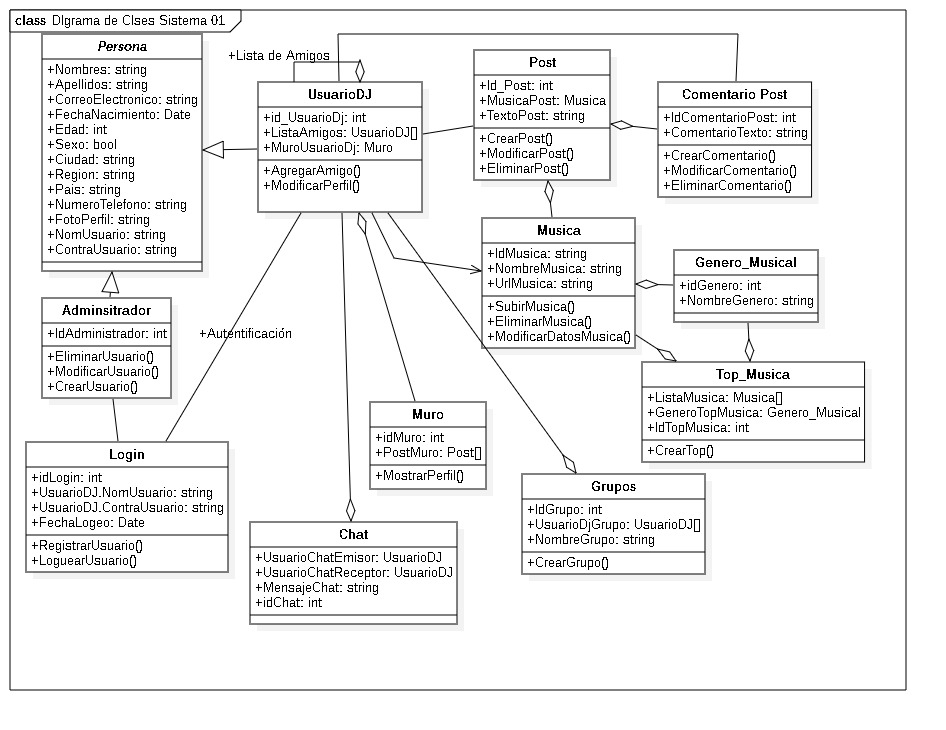 class DIgrama de Clses Sistema 01
Persona
+Nombres: string
+Apellidos: string
+CorreoElectronico: string
+FechaNacimiento: Date
+Edad: int
+Sexo: bool
+Ciudad: string
+Region: string
+Pais: string
+NumeroTelefono: string
+FotoPerfil: string
+NomUsuario: string
+ContraUsuario: string
+Lista de Amigos
UsuarioDJ
+id_UsuarioDj: int
+ListaAmigos: UsuarioDJ[]
+MuroUsuarioDj: Muro
+AgregarAmigo()
+ModificarPerfil()
Post
+Id_Post: int
+MusicaPost: Musica
+TextoPost: string
+CrearPost()
+ModificarPost()
+EliminarPost()
Comentario Post
+IdComentarioPost: int
+ComentarioTexto: string
+CrearComentario()
+ModificarComentario()
+EliminarComentario()
Musica
+IdMusica: string
+NombreMusica: string
+UrlMusica: string
+SubirMusica()
+EliminarMusica()
+ModificarDatosMusica()
Genero_Musical
+idGenero: int
+NombreGenero: string
Adminsitrador
+IdAdministrador: int
+EliminarUsuario()
+ModificarUsuario()
+CrearUsuario()
+Autentificación
Top_Musica
+ListaMusica: Musica[]
+GeneroTopMusica: Genero_Musical
+IdTopMusica: int
+CrearTop()
Muro
+idMuro: int
+PostMuro: Post[]
+MostrarPerfil()
Login
+idLogin: int
+UsuarioDJ.NomUsuario: string
+UsuarioDJ.ContraUsuario: string
+FechaLogeo: Date
+RegistrarUsuario()
+LoguearUsuario()
Grupos
+IdGrupo: int
+UsuarioDjGrupo: UsuarioDJ[]
+NombreGrupo: string
+CrearGrupo()
Chat
+UsuarioChatEmisor: UsuarioDJ
+UsuarioChatReceptor: UsuarioDJ
+MensajeChat: string
+idChat: int